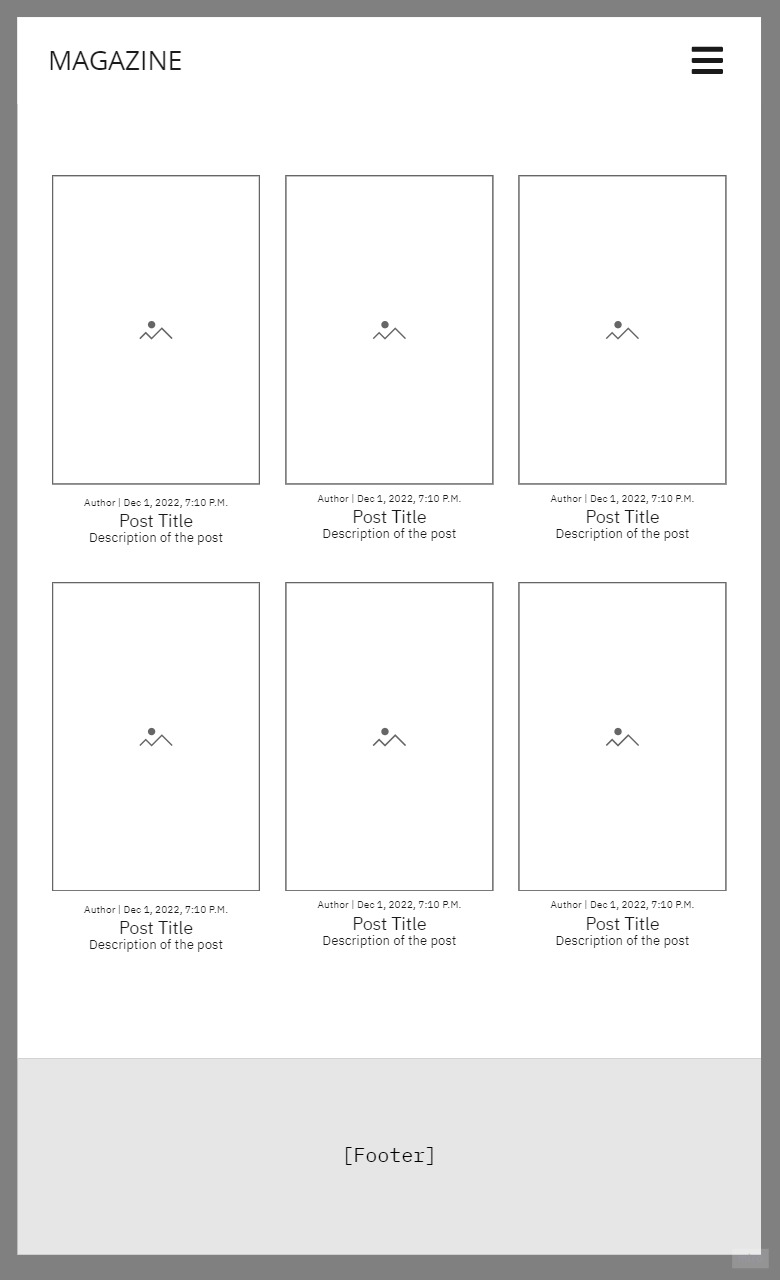 MAGAZINE
Author | Dec 1, 2022, 7:10 P.M.
Post Title
Description of the post
Author | Dec 1, 2022, 7:10 P.M.
Post Title
Description of the post
Author | Dec 1, 2022, 7:10 P.M.
Post Title
Description of the post
Author | Dec 1, 2022, 7:10 P.M.
Post Title
Description of the post
Author | Dec 1, 2022, 7:10 P.M.
Post Title
Description of the post
Author | Dec 1, 2022, 7:10 P.M.
Post Title
Description of the post
[Footer]